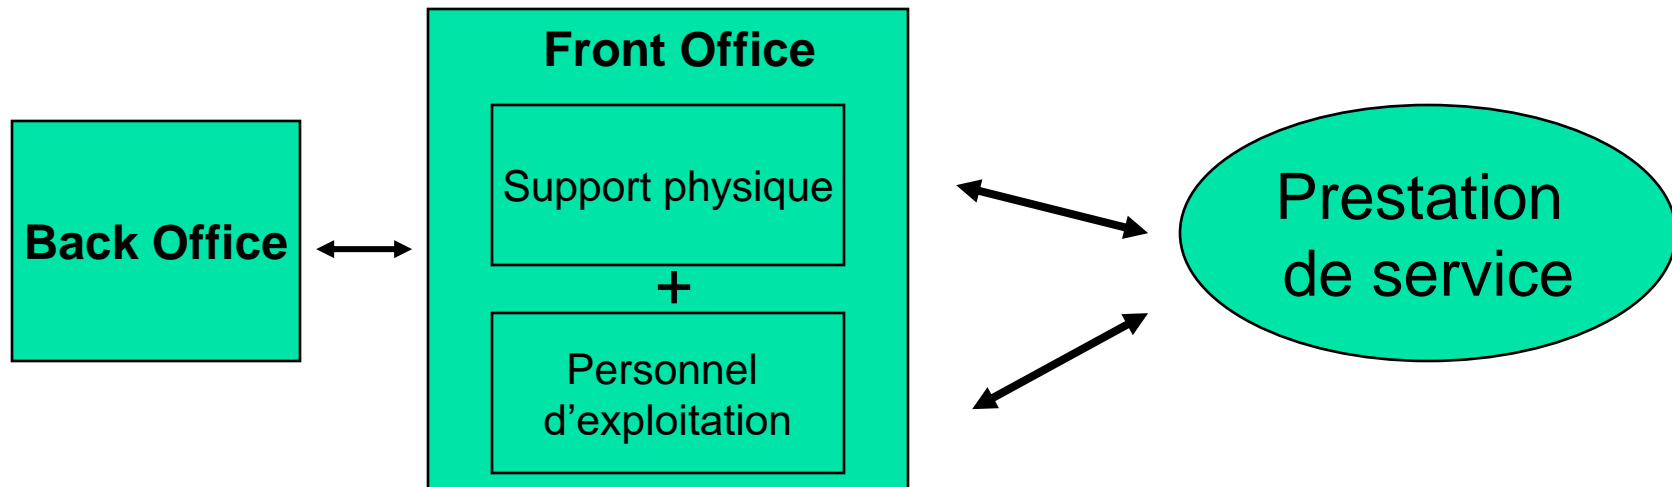 Front Office
Support physique
Back Office
+
Personnel
d’exploitation
Prestation
de service